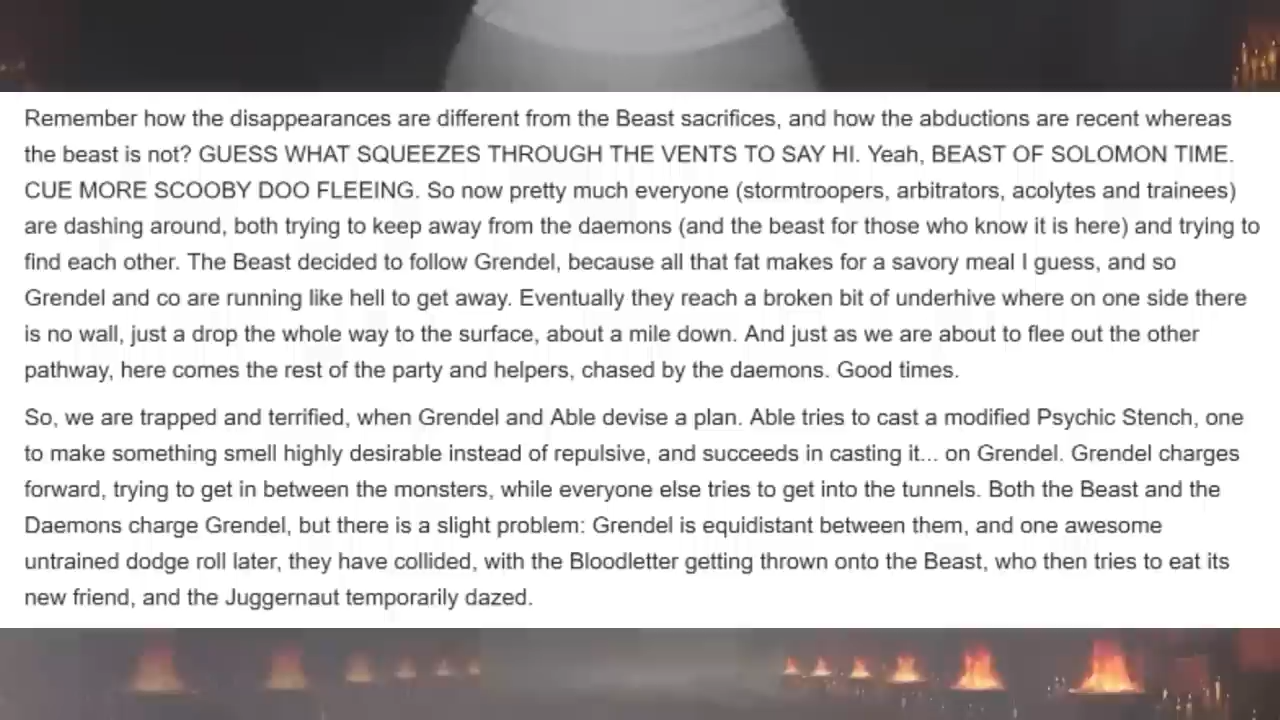 Remember how the disappearances are different from the Beast sacrifices, and how the abductions are recent whereas
the beast is not? GUESS WHAT SQUEEZES THROUGH THE VENTS TO SAY HI. Yeah, BEAST OF SOLOMON TIME.
CUE MORE SCOOBY DOO FLEEING. So now pretty much everyone (stormtroopers, arbitrators, acolytes and trainees)
are dashing around, both trying to keep away from the daemons (and the beast for those who know it is here) and trying to
find each other. The Beast decided to follow Grendel, because all that fat makes for a savory meal I guess, and so
Grendel and co are running like hell to get away. Eventually they reach a broken bit of underhive where on one side there
is no wall, just a drop the whole way to the surface, about a mile down. And just as we are about to flee out the other
pathway, here comes the rest of the party and helpers, chased by the daemons. Good times.
So, we are trapped and terrified, when Grendel and Able devise a plan. Able tries to cast a modified Psychic Stench, one
to make something smell highly desirable instead of repulsive, and succeeds in casting it... on Grendel. Grendel charges
forward, trying to get in between the monsters, while everyone else tries to get into the tunnels. Both the Beast and the
Daemons charge Grendel, but there is a slight problem: Grendel is equidistant between them, and one awesome
untrained dodge roll later, they have collided, with the Bloodletter getting thrown onto the Beast, who then tries to eat its
new friend, and the Juggernaut temporarily dazed.